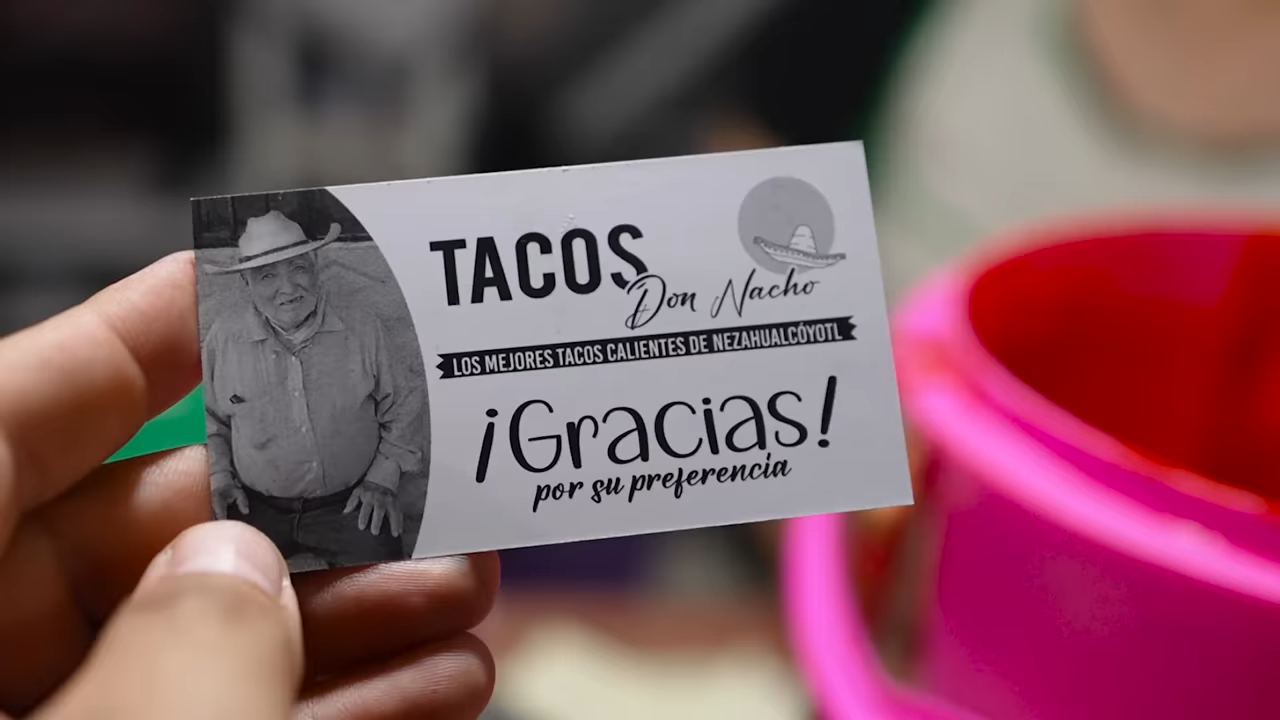 TACOS
Don Nacho
LOS MEJORES TACOS CALIENTES DE NEZAHUALCÓYOTL
¡Gracias!
por su preferencia